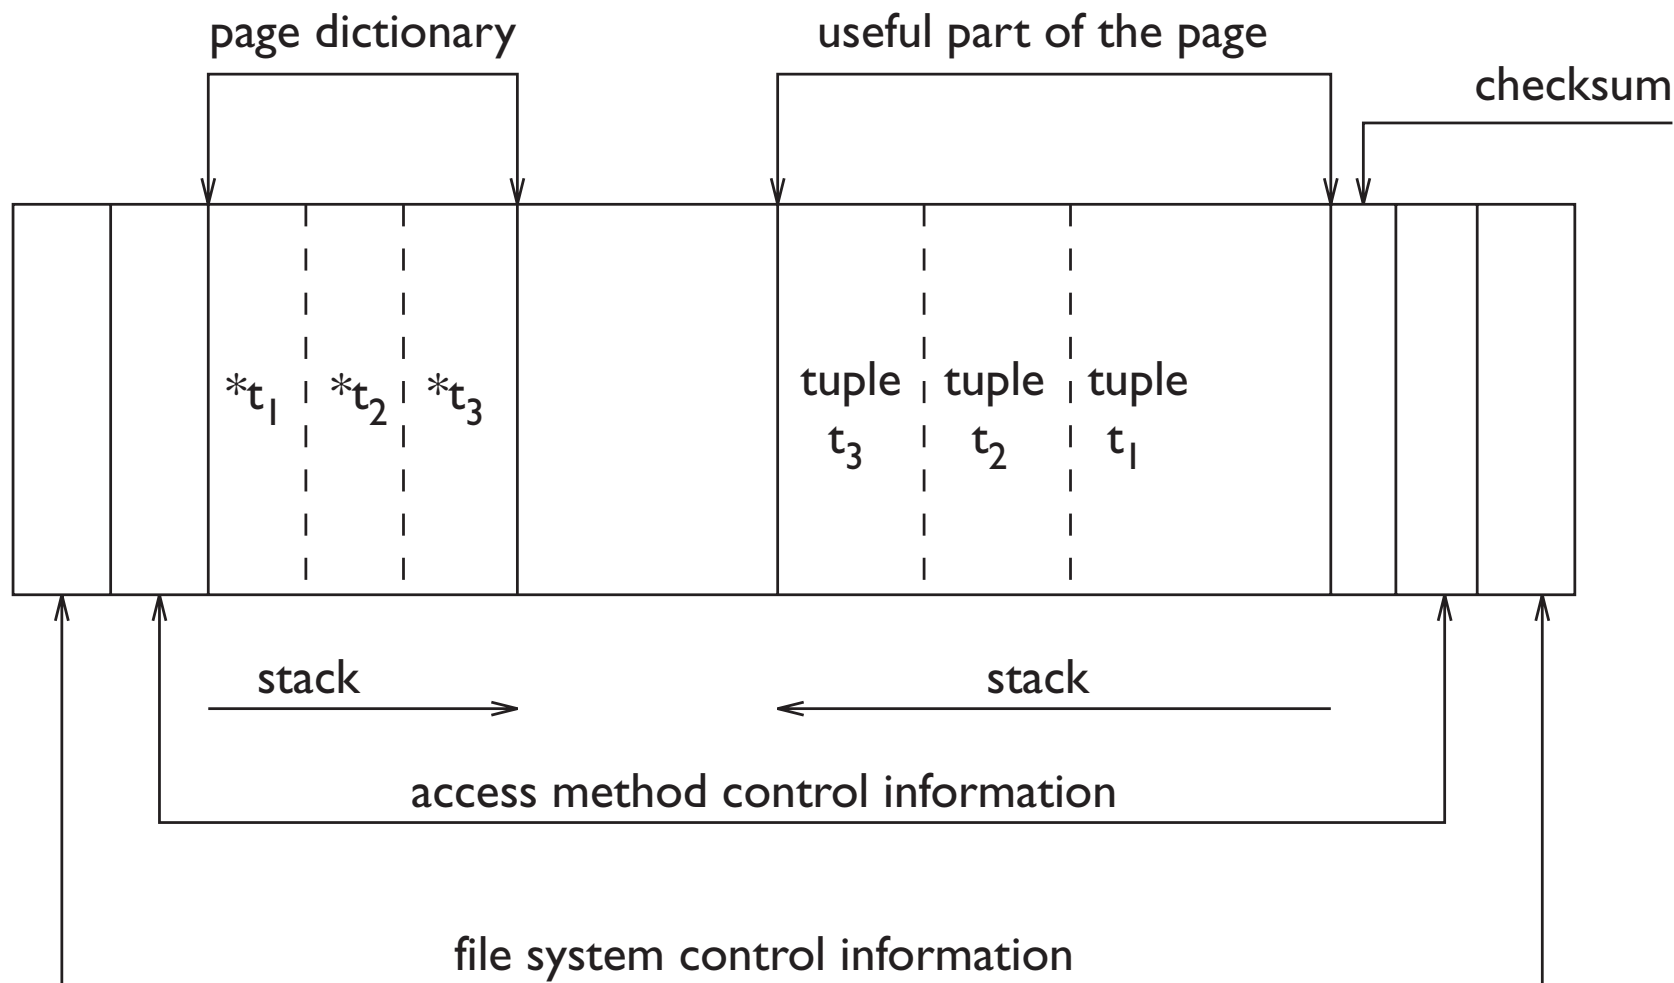 page dictionary
useful part of the page
checksum
*t₁ *t₂ *t₃
tuple tuple tuple
t₃ t₂ t₁
stack
stack
access method control information
file system control information